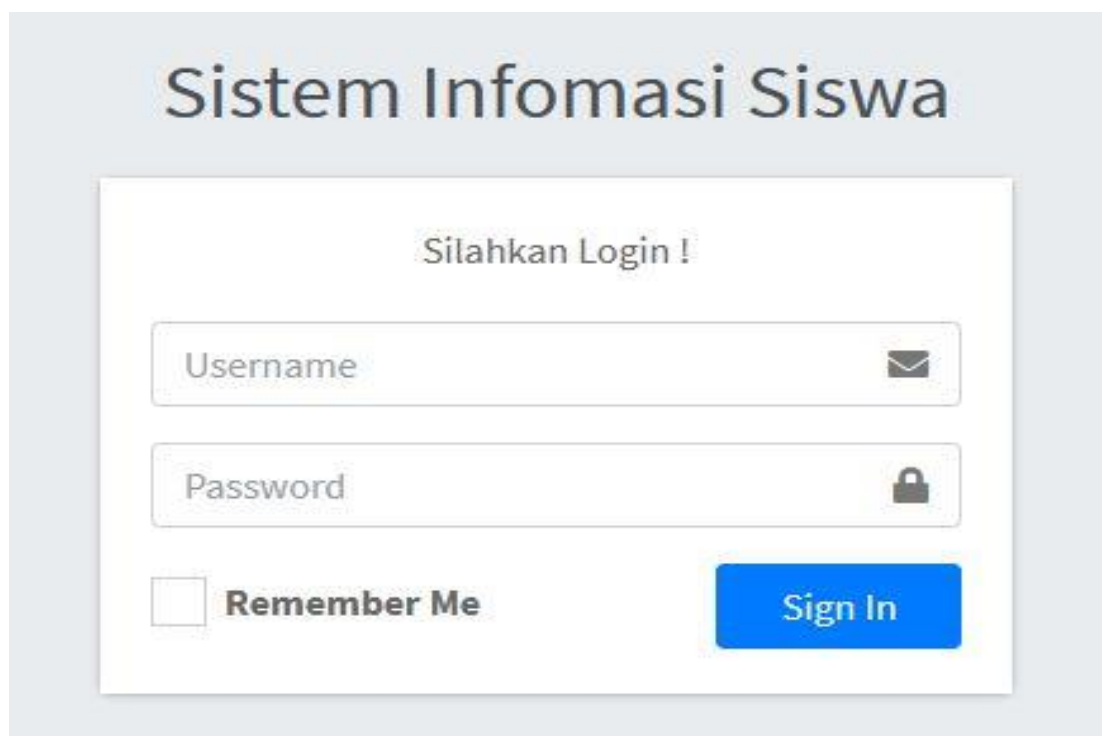 Sistem Infomasi Siswa
Silahkan Login !
Username
Password
Remember Me
Sign In